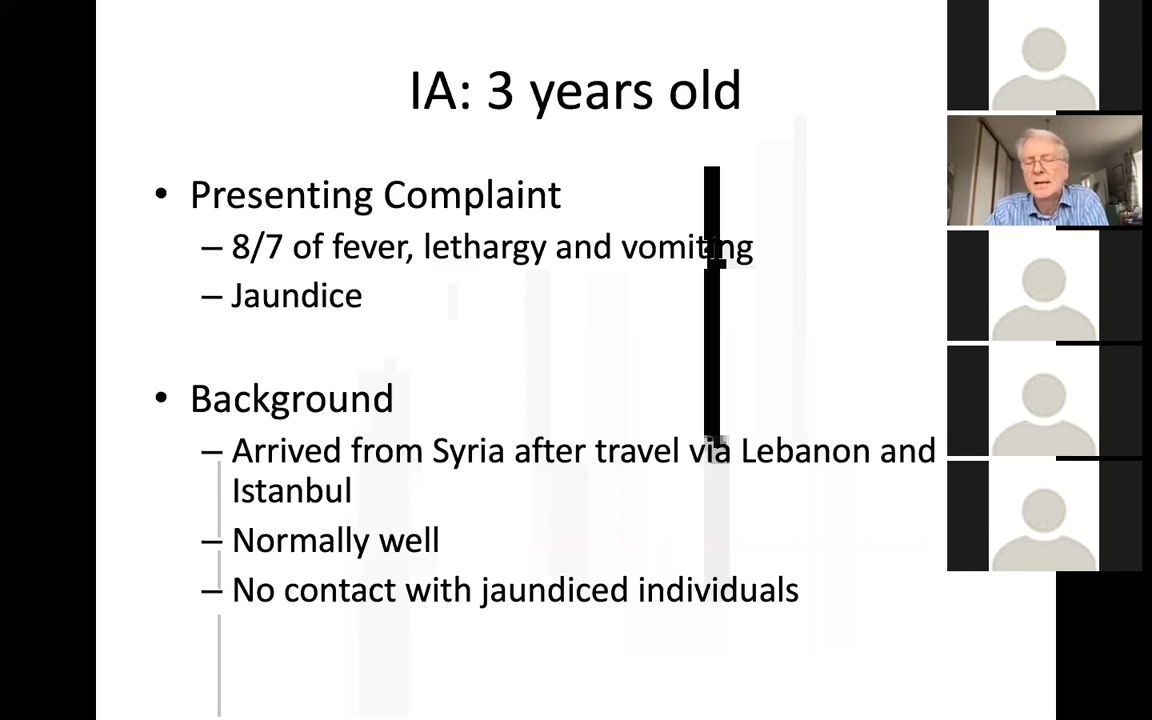 IA: 3 years old
• Presenting Complaint
– 8/7 of fever, lethargy and vomiting
– Jaundice
• Background
– Arrived from Syria after travel via Lebanon and
Istanbul
– Normally well
– No contact with jaundiced individuals